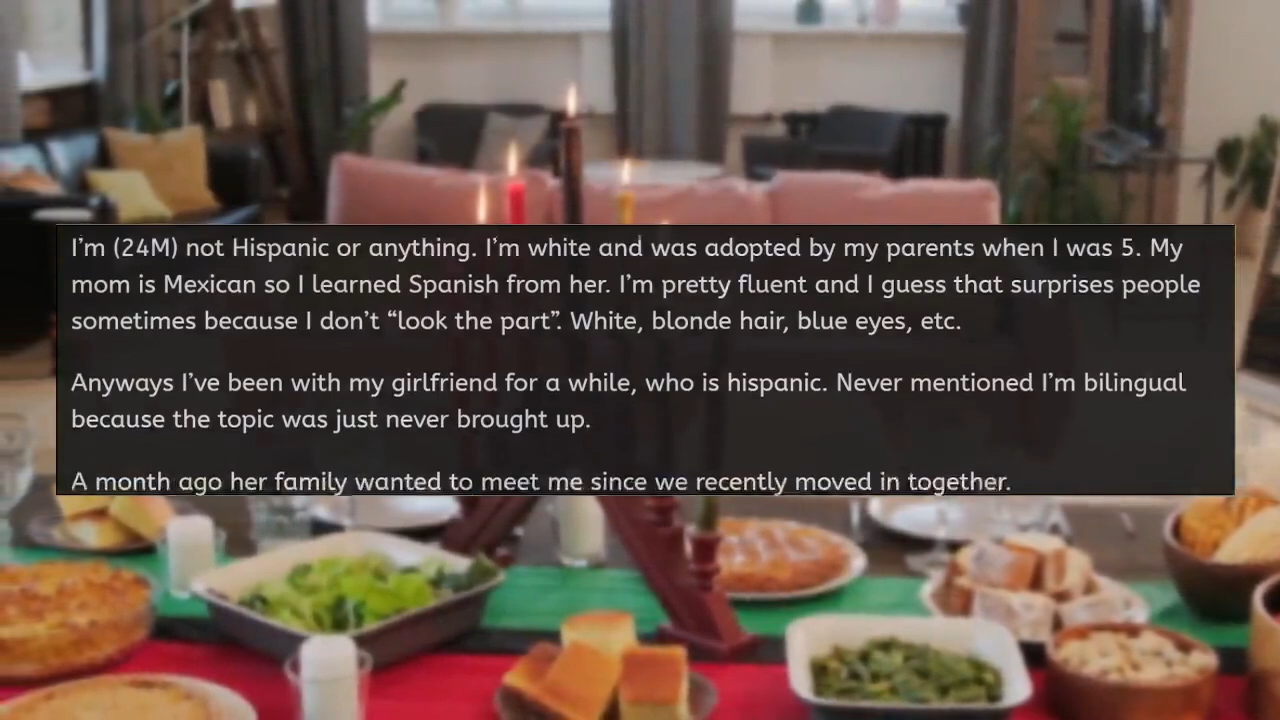 I'm (24M) not Hispanic or anything. I'm white and was adopted by my parents when I was 5. My
mom is Mexican so I learned Spanish from her. I'm pretty fluent and I guess that surprises people
sometimes because I don't “look the part”. White, blonde hair, blue eyes, etc.
Anyways I've been with my girlfriend for a while, who is hispanic. Never mentioned I'm bilingual
because the topic was just never brought up.
A month ago her family wanted to meet me since we recently moved in together.